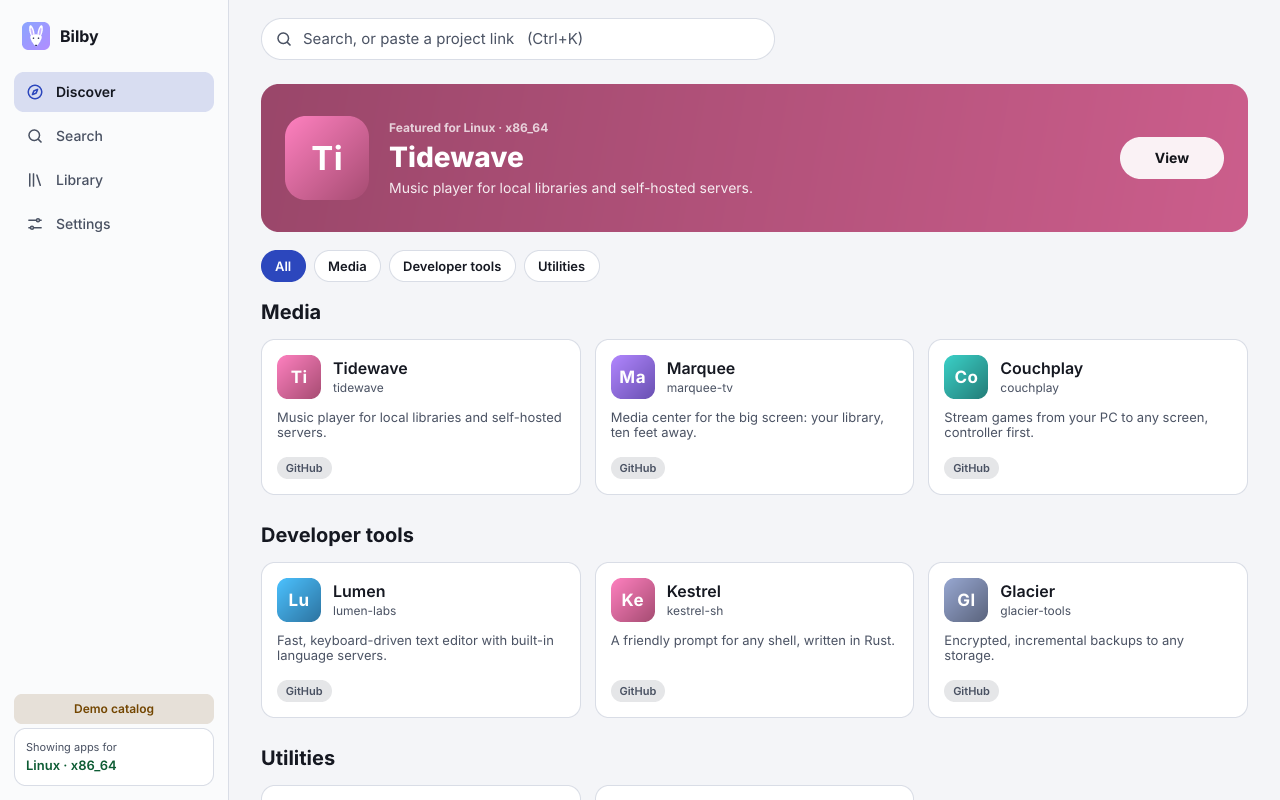 Bilby
Discover
Search
Library
Settings
Demo catalog
Showing apps for
Linux · x86_64
Search, or paste a project link (Ctrl+K)
Ti
Featured for Linux · x86_64
Tidewave
Music player for local libraries and self-hosted servers.
View
All
Media
Developer tools
Utilities
Media
Ti
Tidewave
tidewave
Music player for local libraries and self-hosted
servers.
GitHub
Ma
Marquee
marquee-tv
Media center for the big screen: your library,
ten feet away.
GitHub
Co
Couchplay
couchplay
Stream games from your PC to any screen,
controller first.
GitHub
Developer tools
Lu
Lumen
lumen-labs
Fast, keyboard-driven text editor with built-in
language servers.
GitHub
Ke
Kestrel
kestrel-sh
A friendly prompt for any shell, written in Rust.
GitHub
Gl
Glacier
glacier-tools
Encrypted, incremental backups to any
storage.
GitHub
Utilities